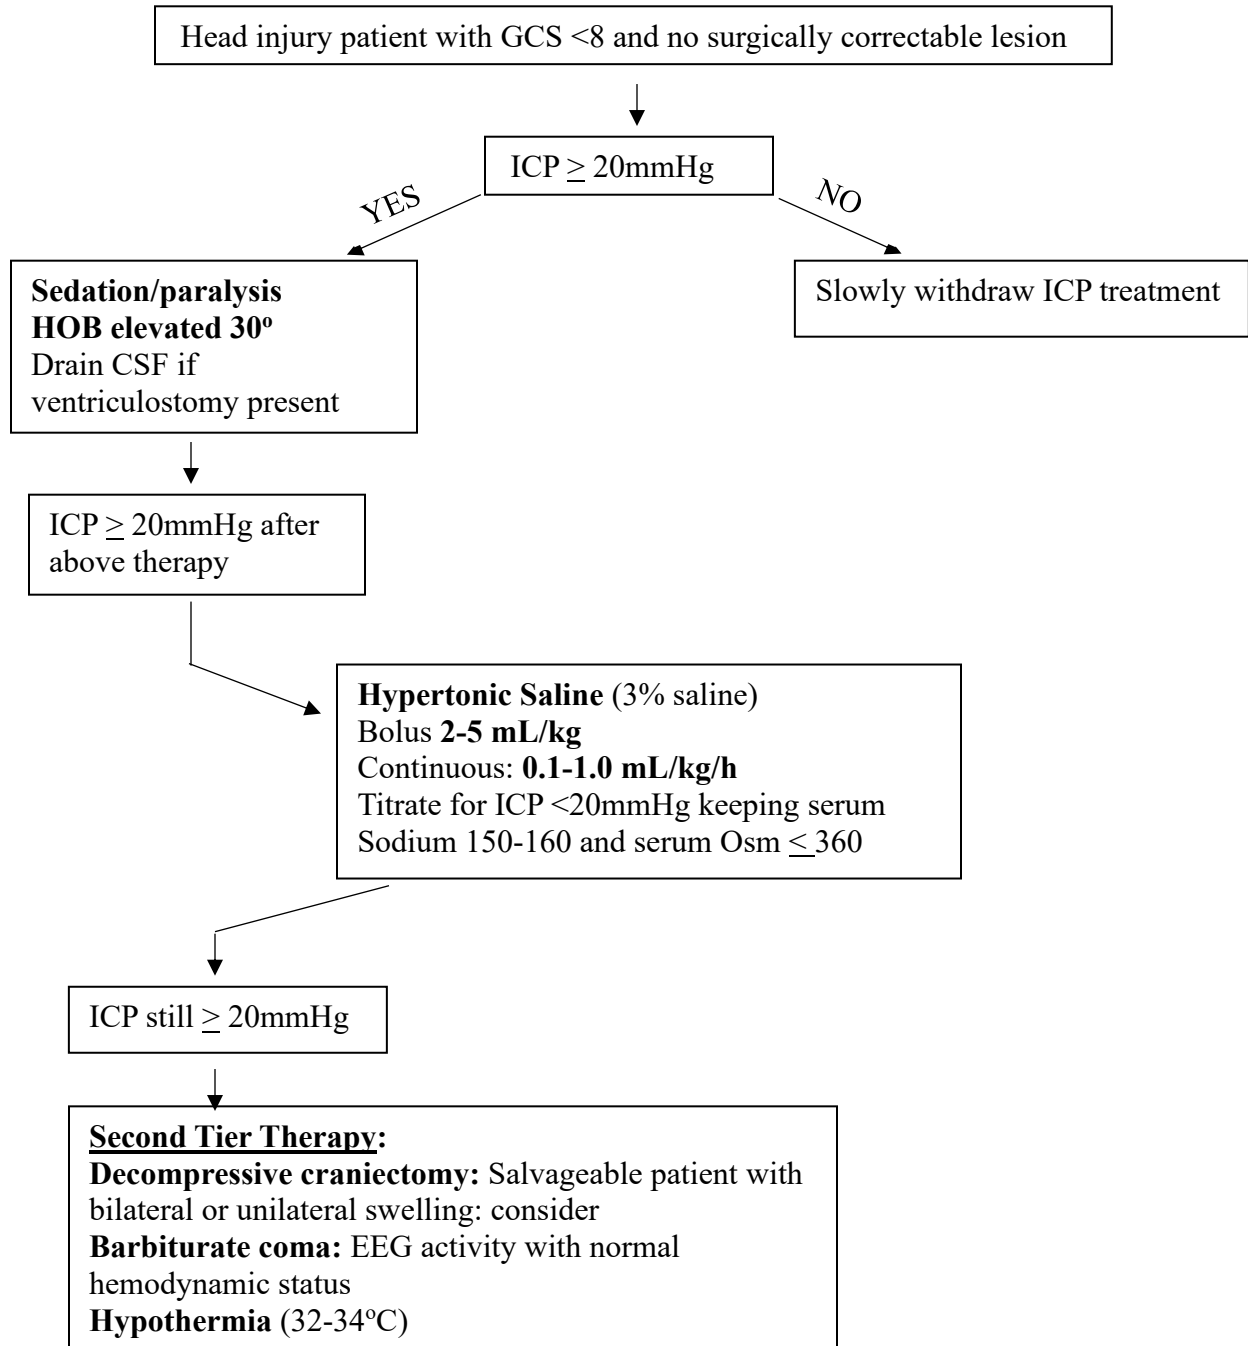 Head injury patient with GCS <8 and no surgically correctable lesion
ICP ≥ 20mmHg
YES
NO
Sedation/paralysis
HOB elevated 30º
Drain CSF if
ventriculostomy present
Slowly withdraw ICP treatment
ICP ≥ 20mmHg after
above therapy
Hypertonic Saline (3% saline)
Bolus 2-5 mL/kg
Continuous: 0.1-1.0 mL/kg/h
Titrate for ICP <20mmHg keeping serum
Sodium 150-160 and serum Osm ≤ 360
ICP still ≥ 20mmHg
Second Tier Therapy:
Decompressive craniectomy: Salvageable patient with
bilateral or unilateral swelling: consider
Barbiturate coma: EEG activity with normal
hemodynamic status
Hypothermia (32-34ºC)